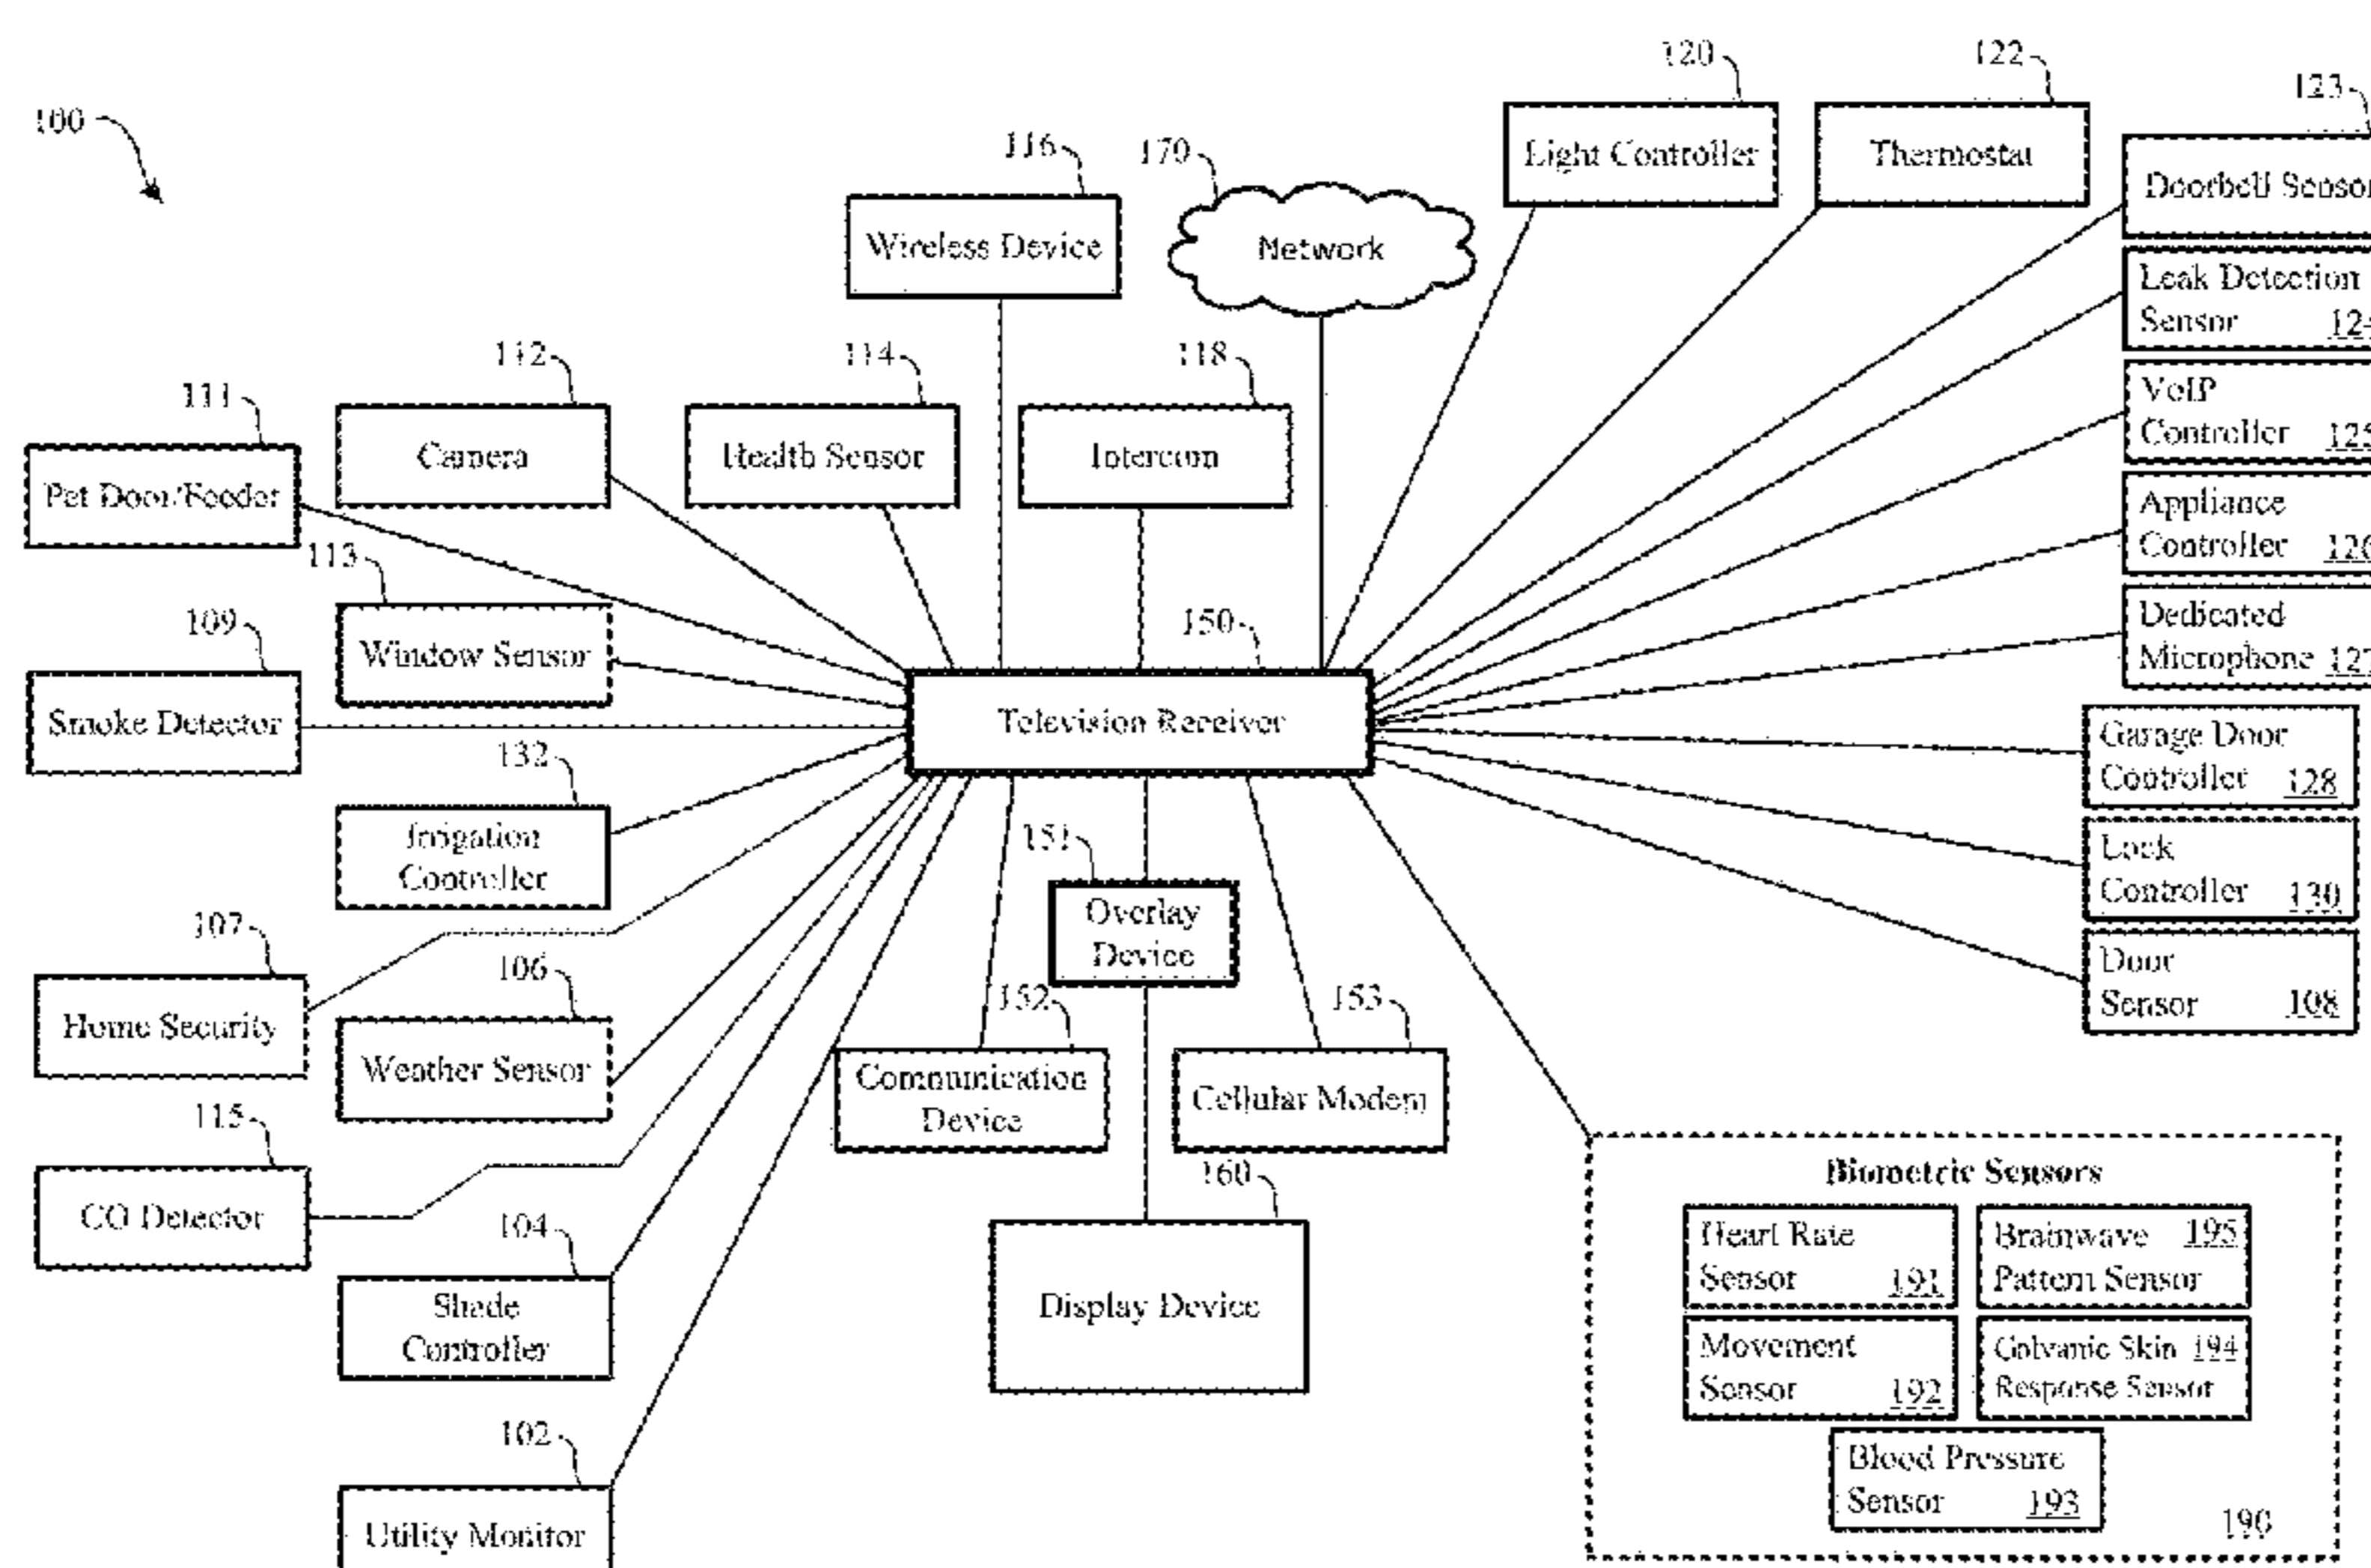 120
122
123
100
116
170
Light Controller
Thermostat
Doorbell Sensor
Wireless Device
Network
Leak Detection
Sensor
112
114
118
VoIP
Controller 125
111
Camera
Health Sensor
Intercom
Pet Door/Feeder
Appliance
Controller 126
113
109
150
Dedicated
Microphone 127
Window Sensor
Smoke Detector
Television Receiver
Garage Door
Controller 128
132
Irrigation
Controller
151
Lock
Controller 130
Overlay
Device
107
106
Door
Sensor 108
152
153
Home Security
Weather Sensor
Communication
Device
Cellular Modem
115
160
Biometric Sensors
CO Detector
104
Heart Rate
Sensor 191
Brainwave 195
Pattern Sensor
Shade
Controller
Display Device
Movement
Sensor 192
Galvanic Skin 194
Response Sensor
102
Blood Pressure
Sensor 193
190
Utility Monitor